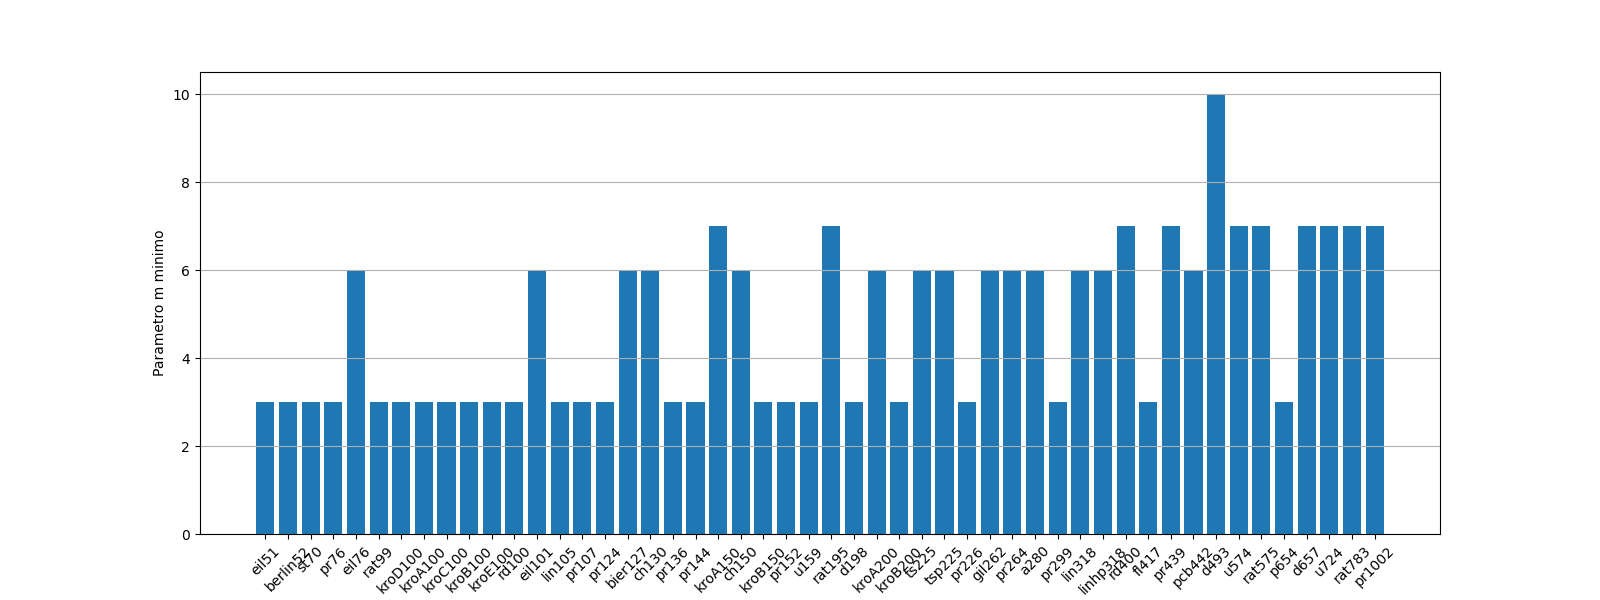 10
8
6
4
2
0
Parametro m minimo
eil51
berlin52
st70
pr76
eil76
rat99
kroD100
kroA100
kroC100
kroB100
kroE100
rd100
eil101
lin105
pr107
pr124
bier127
ch130
pr136
pr144
kroA150
ch150
kroB150
pr152
u159
rat195
d198
kroA200
kroB200
ts225
tsp225
pr226
gil262
pr264
a280
pr299
lin318
linhp318
rd400
fl417
pr439
pcb442
d493
u574
rat575
p654
d657
u724
rat783
pr1002